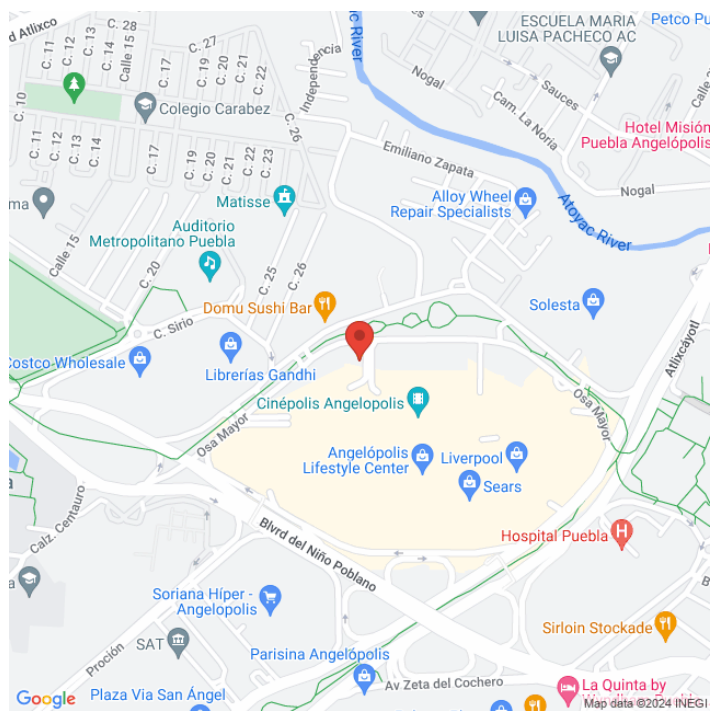 d Atlixco
C. 28
C. 11
C. 12
C. 13
C. 14
Calle 15
C. 27
C. 17
C. 19
C. 20
C. 21
C. 22
Independencia
ESCUELA MARIA
LUISA PACHECO AC
Petco Pu
Nogal
Sauces
Cam. La Noria
Hotel Misión
Puebla Angelópolis
C. 10
Colegio Carabez
C. 26
C. 11
C. 12
C. 13
C. 14
C. 17
C. 19
C. 20
C. 21
C. 22
C. 23
Emiliano Zapata
Nogal
Alloy Wheel
Repair Specialists
Atoyac River
Matisse
ma
Auditorio
Metropolitano Puebla
Calle 15
C. 20
C. 25
C. 26
Solesta
Domu Sushi Bar
C. Sirio
Atlixcáyotl
Costco Wholesale
Librerías Gandhi
Cinépolis Angelopolis
Osa Mayor
Osa Mayor
Angelópolis
Lifestyle Center
Liverpool
Sears
Calz. Centauro
Blvrd del Niño Poblano
Hospital Puebla
Soriana Híper -
Angelopolis
Sirloin Stockade
SAT
Proción
Parisina Angelópolis
Av Zeta del Cochero
La Quinta by
Plaza Via San Ángel
Google
Map data ©2024 INEGI